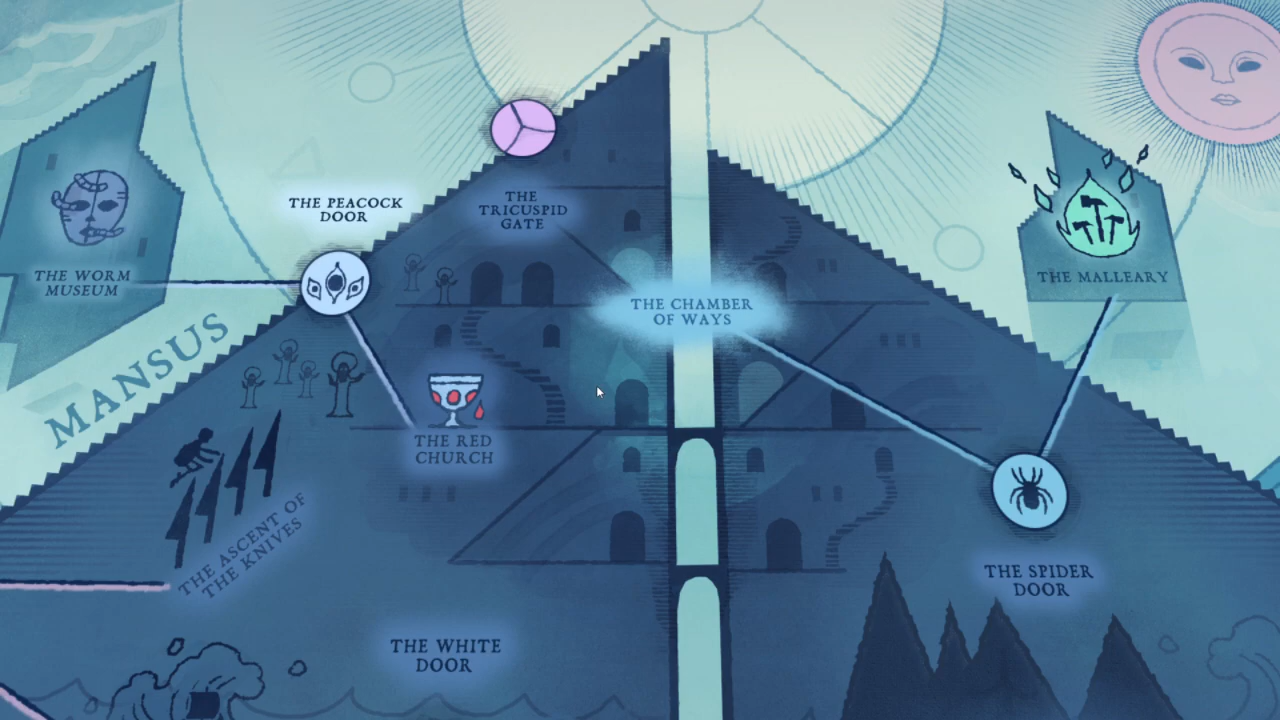 THE PEACOCK
DOOR
THE
TRICUSPID
GATE
THE WORM
MUSEUM
THE MALLEARY
THE CHAMBER
OF WAYS
MANSUS
THE RED
CHURCH
THE ASCENT OF
THE KNIVES
THE SPIDER
DOOR
THE WHITE
DOOR